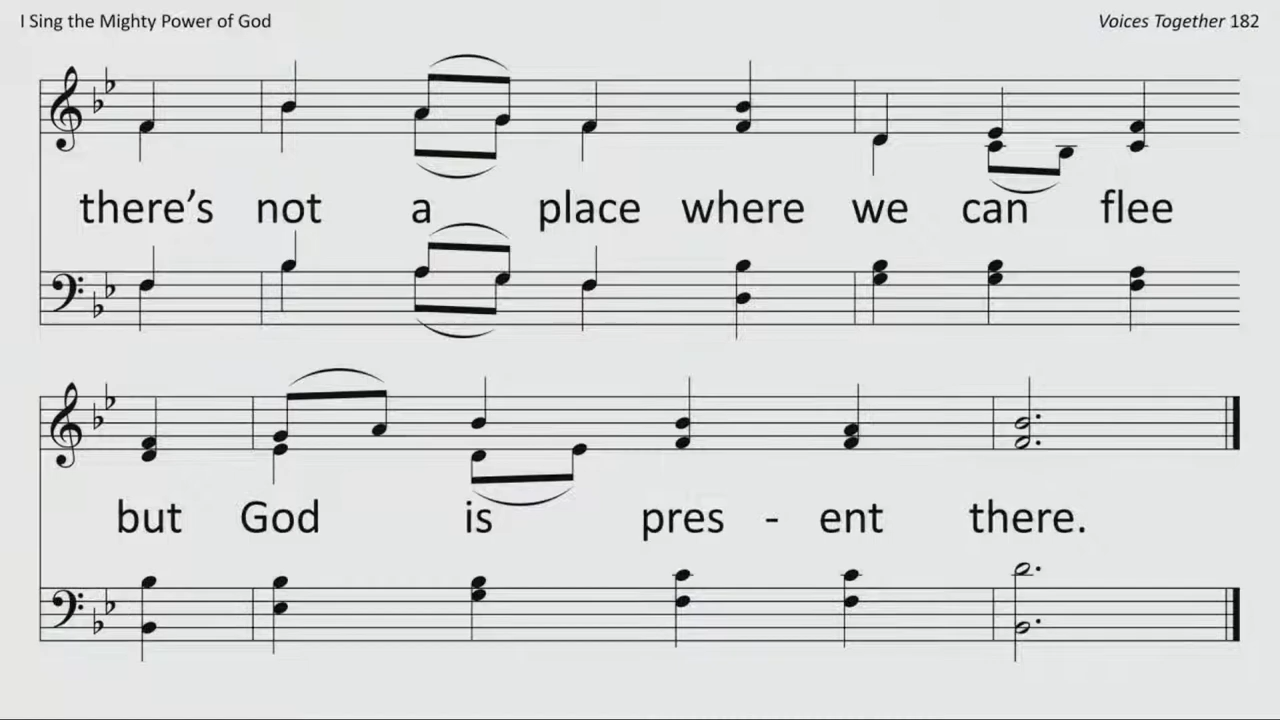 I Sing the Mighty Power of God
Voices Together 182
there’s not a place where we can flee
but God is pres - ent there.